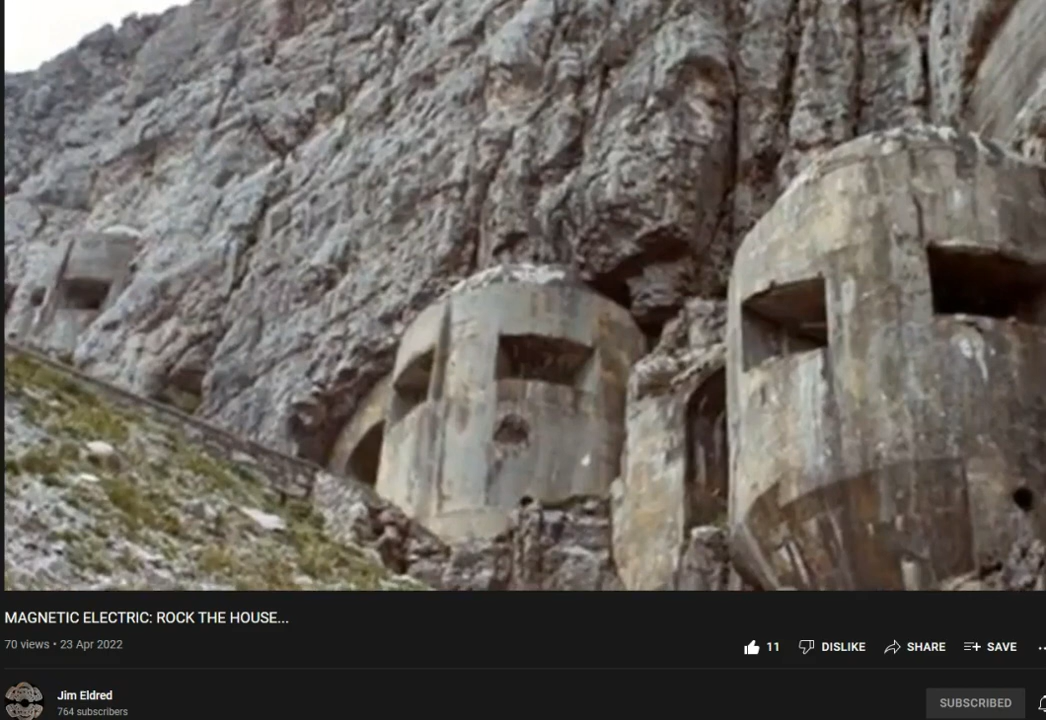 MAGNETIC ELECTRIC: ROCK THE HOUSE...
70 views • 23 Apr 2022
11 DISLIKE SHARE SAVE ...
Jim Eldred
764 subscribers
SUBSCRIBED